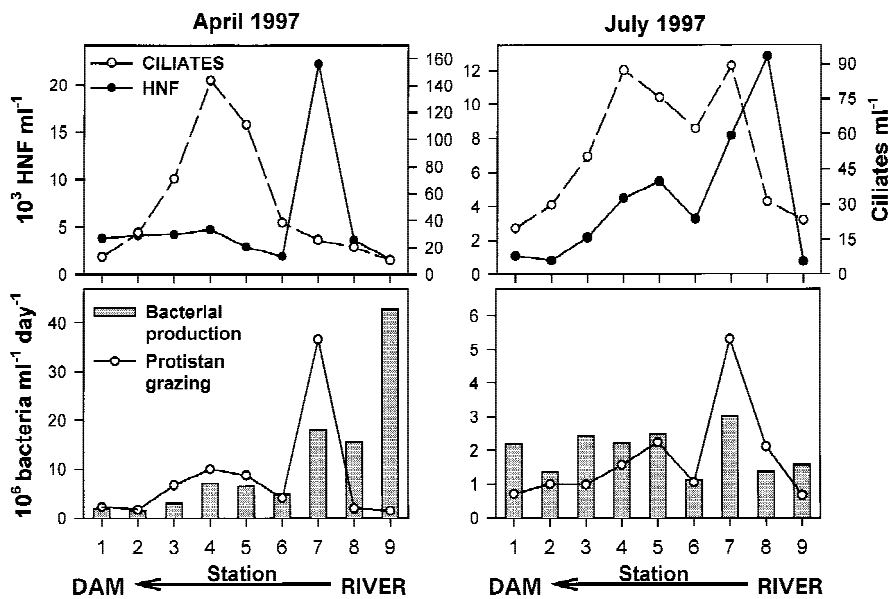 April 1997
July 1997
CILIATES
HNF
10³ HNF ml⁻¹
20
15
10
5
0
160
140
120
100
80
60
40
20
0
12
10
8
6
4
2
0
90
75
60
45
30
15
0
Ciliates ml⁻¹
Bacterial
production
Protistan
grazing
10⁶ bacteria ml⁻¹ day⁻¹
40
30
20
10
0
6
5
4
3
2
1
0
1 2 3 4 5 6 7 8 9
1 2 3 4 5 6 7 8 9
DAM Station RIVER
DAM Station RIVER